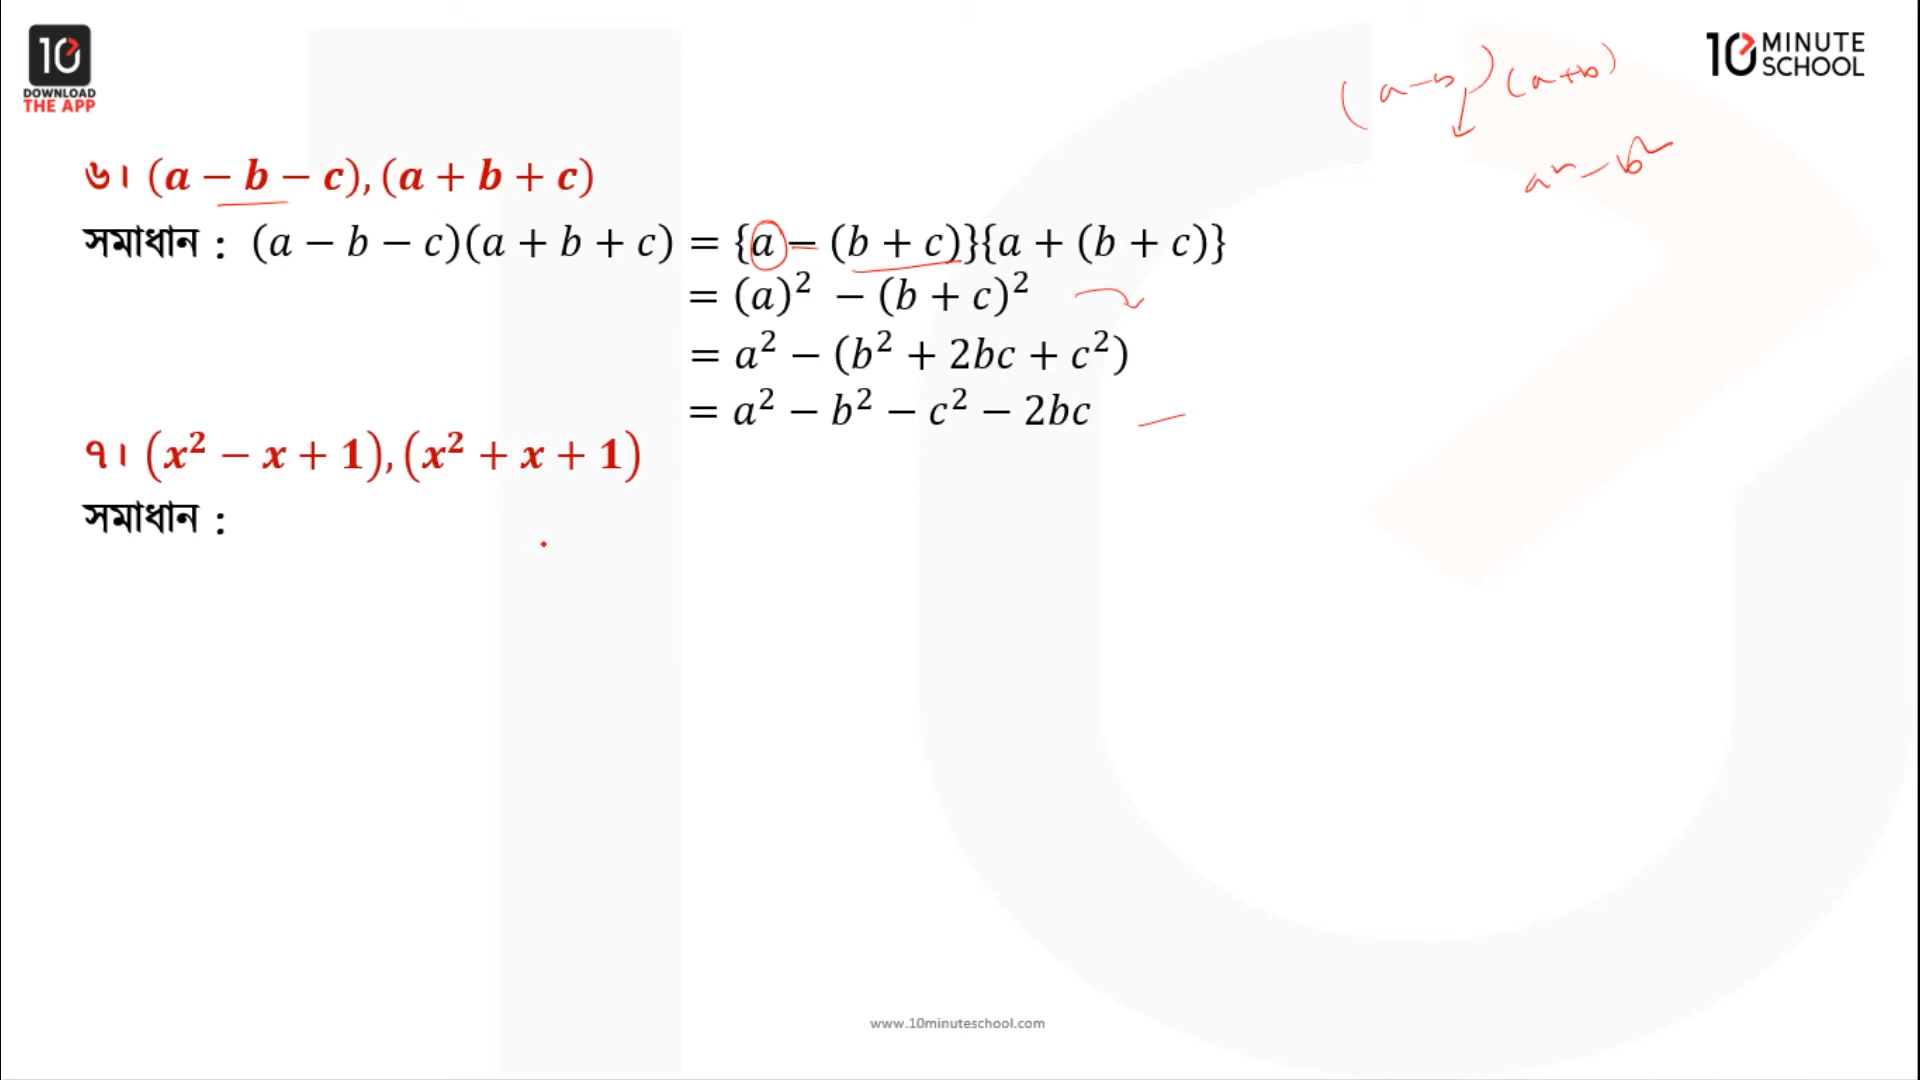 10
DOWNLOAD
THE APP
10 MINUTE
SCHOOL
(a-b)(a+b)
a² - b²
৬। (a − b − c), (a + b + c)
সমাধান : (a − b − c)(a + b + c) = {a − (b + c)}{a + (b + c)}
= (a)² − (b + c)²
= a² − (b² + 2bc + c²)
= a² − b² − c² − 2bc
৭। (x² − x + 1), (x² + x + 1)
সমাধান :
www.10minuteschool.com